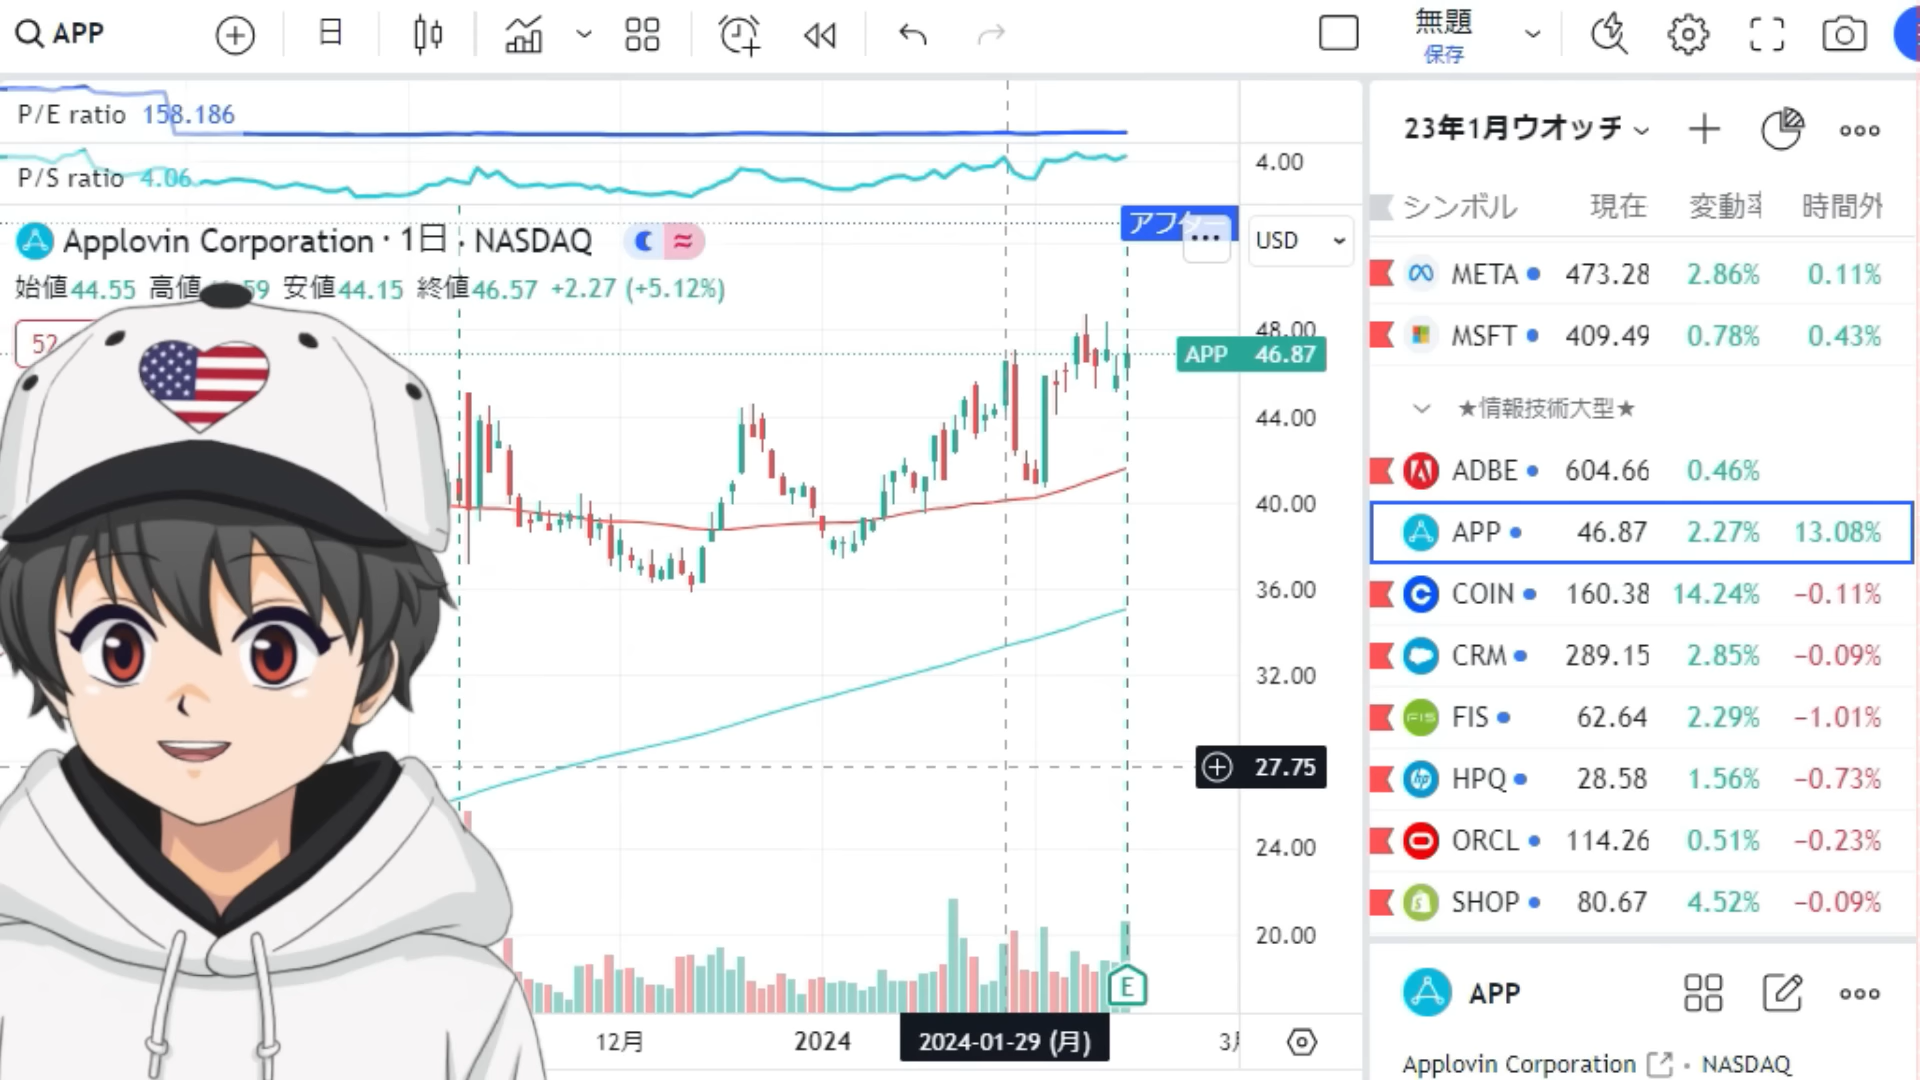 APP
日
無題
保存
P/E ratio 158.186
P/S ratio 4.06
4.00
Applovin Corporation · 1日 · NASDAQ
USD
始値44.55 安値44.15 終値46.57 +2.27 (+5.12%)
52
48.00
APP 46.87
44.00
40.00
36.00
32.00
27.75
24.00
20.00
E
12月
2024
2024-01-29 (月)
23年1月ウオッチ
シンボル 現在 変動率 時間外
META 473.28 2.86% 0.11%
MSFT 409.49 0.78% 0.43%
★情報技術大型★
ADBE 604.66 0.46%
APP 46.87 2.27% 13.08%
COIN 160.38 14.24% −0.11%
CRM 289.15 2.85% −0.09%
FIS 62.64 2.29% −1.01%
HPQ 28.58 1.56% −0.73%
ORCL 114.26 0.51% −0.23%
SHOP 80.67 4.52% −0.09%
APP
Applovin Corporation · NASDAQ